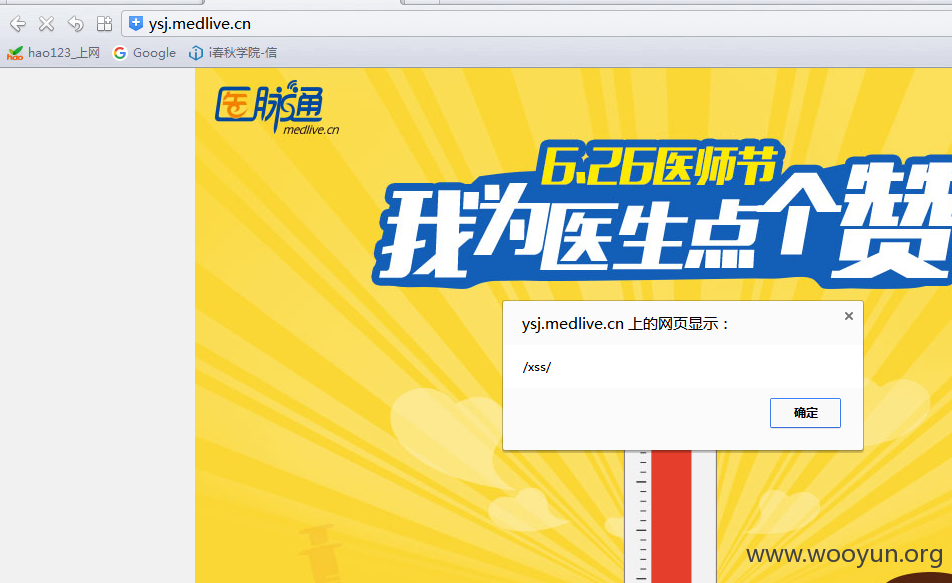 ysj.medlive.cn
hao123_上网 Google i春秋学院-信
医脉通
medlive.cn
6.26医师节
我为医生点个赞
ysj.medlive.cn 上的网页显示：
/xss/
确定
www.wooyun.org